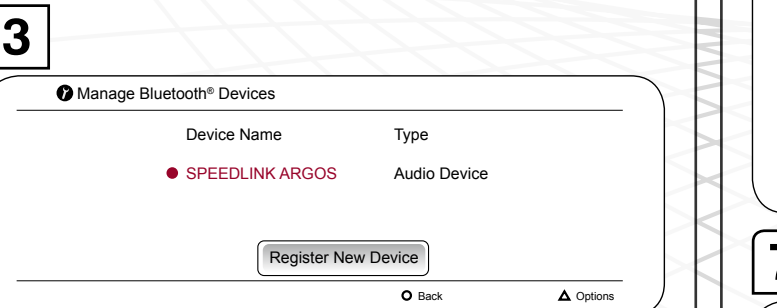 3
Manage Bluetooth® Devices
Device Name Type
SPEEDLINK ARGOS Audio Device
Register New Device
Back Options